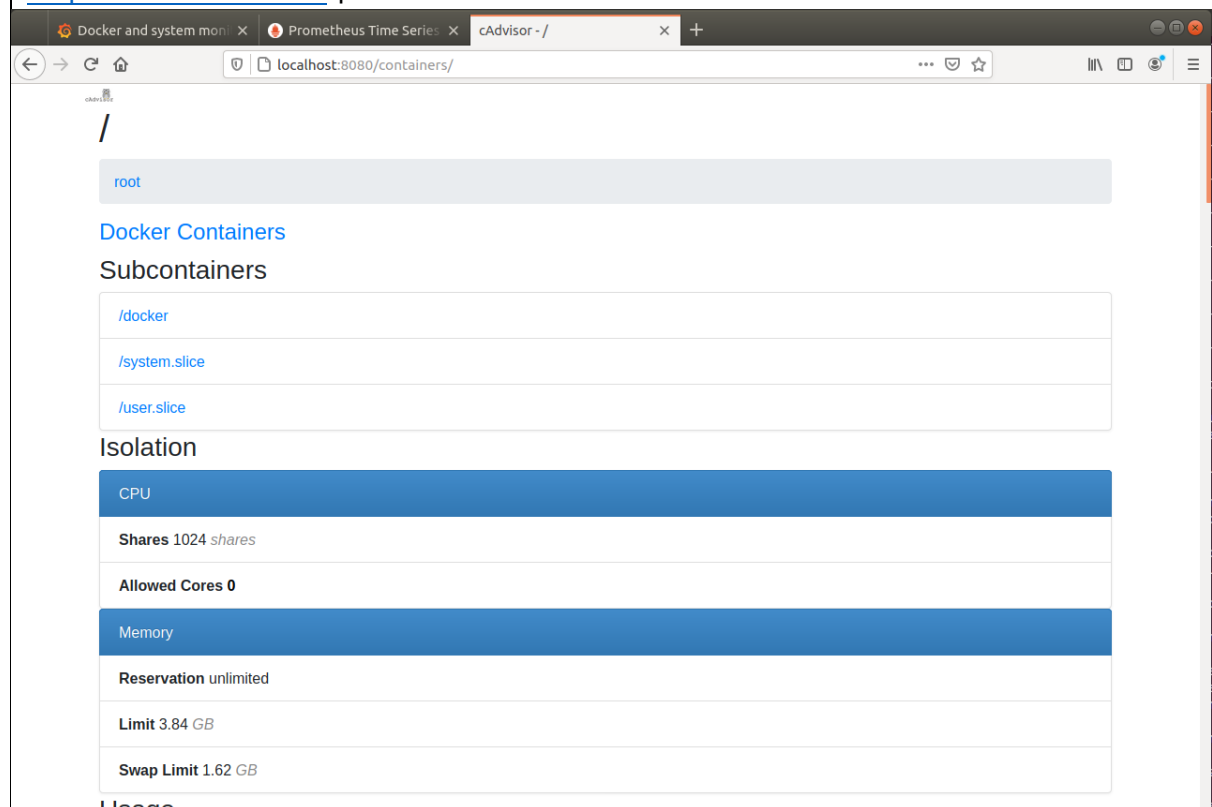 Docker and system moni
Prometheus Time Series
cAdvisor - /
localhost:8080/containers/
cAdvisor
/
root
Docker Containers
Subcontainers
/docker
/system.slice
/user.slice
Isolation
CPU
Shares 1024 shares
Allowed Cores 0
Memory
Reservation unlimited
Limit 3.84 GB
Swap Limit 1.62 GB
Usage